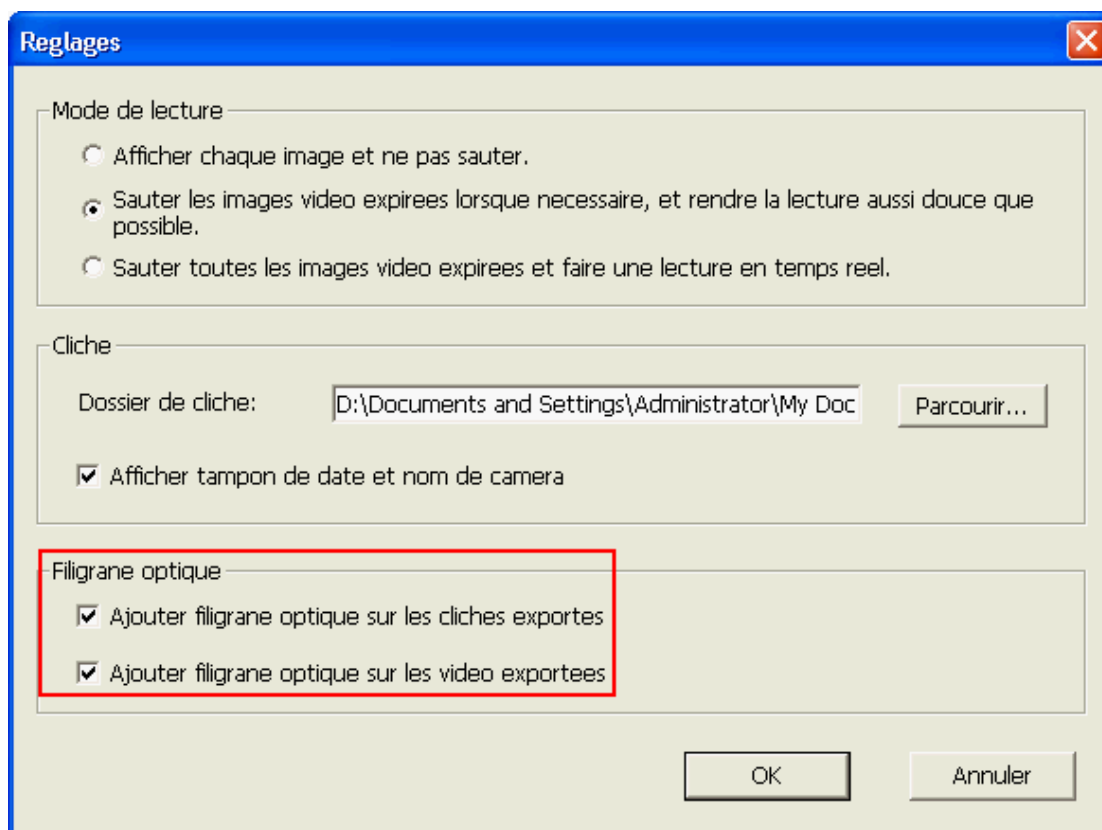 Reglages
Mode de lecture
Afficher chaque image et ne pas sauter.
Sauter les images video expirees lorsque necessaire, et rendre la lecture aussi douce que
possible.
Sauter toutes les images video expirees et faire une lecture en temps reel.
Cliche
Dossier de cliche:
D:\Documents and Settings\Administrator\My Doc
Parcourir...
Afficher tampon de date et nom de camera
Filigrane optique
Ajouter filigrane optique sur les cliches exportes
Ajouter filigrane optique sur les video exportees
OK
Annuler